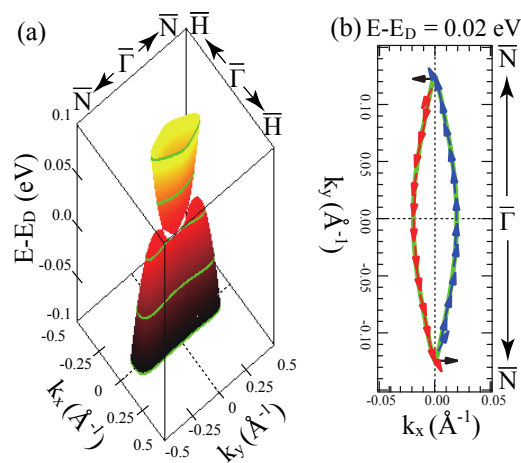 (a)
N̅ Γ̅ N̅
H̅ Γ̅ H̅
E-E_D (eV)
0.1
0.05
0.0
-0.05
-0.1
-0.5
-0.25
0
0.25
0.5
k_x (Å⁻¹)
-0.5
-0.25
0
0.25
0.5
k_y (Å⁻¹)
(b) E-E_D = 0.02 eV
N̅
Γ̅
N̅
0.10
0.05
0.00
-0.05
-0.10
k_y (Å⁻¹)
-0.05 0.00 0.05
k_x (Å⁻¹)